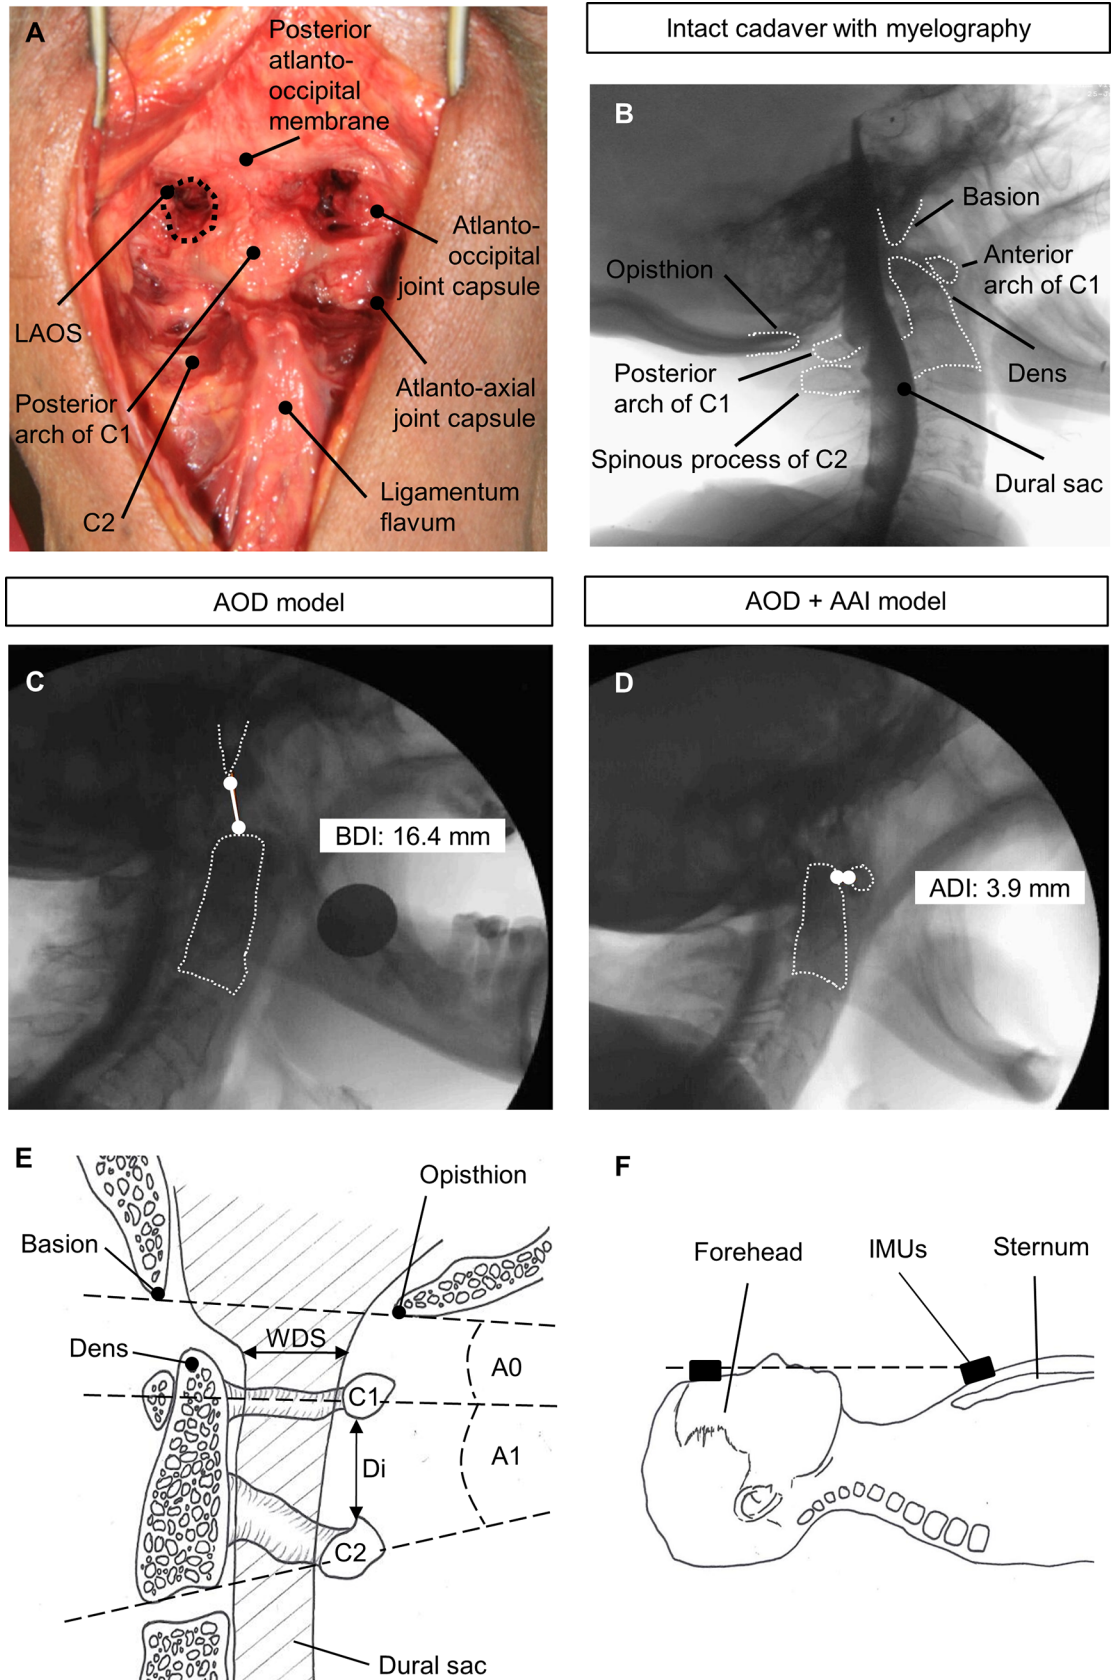 A
Posterior
atlanto-
occipital
membrane
Atlanto-
occipital
joint capsule
LAOS
Posterior
arch of C1
Atlanto-axial
joint capsule
C2
Ligamentum
flavum
Intact cadaver with myelography
B
Basion
Anterior
arch of C1
Opisthion
Posterior
arch of C1
Dens
Spinous process of C2
Dural sac
AOD model
C
BDI: 16.4 mm
AOD + AAI model
D
ADI: 3.9 mm
E
Opisthion
Basion
WDS
Dens
A0
C1
Di
A1
C2
Dural sac
F
Forehead
IMUs
Sternum